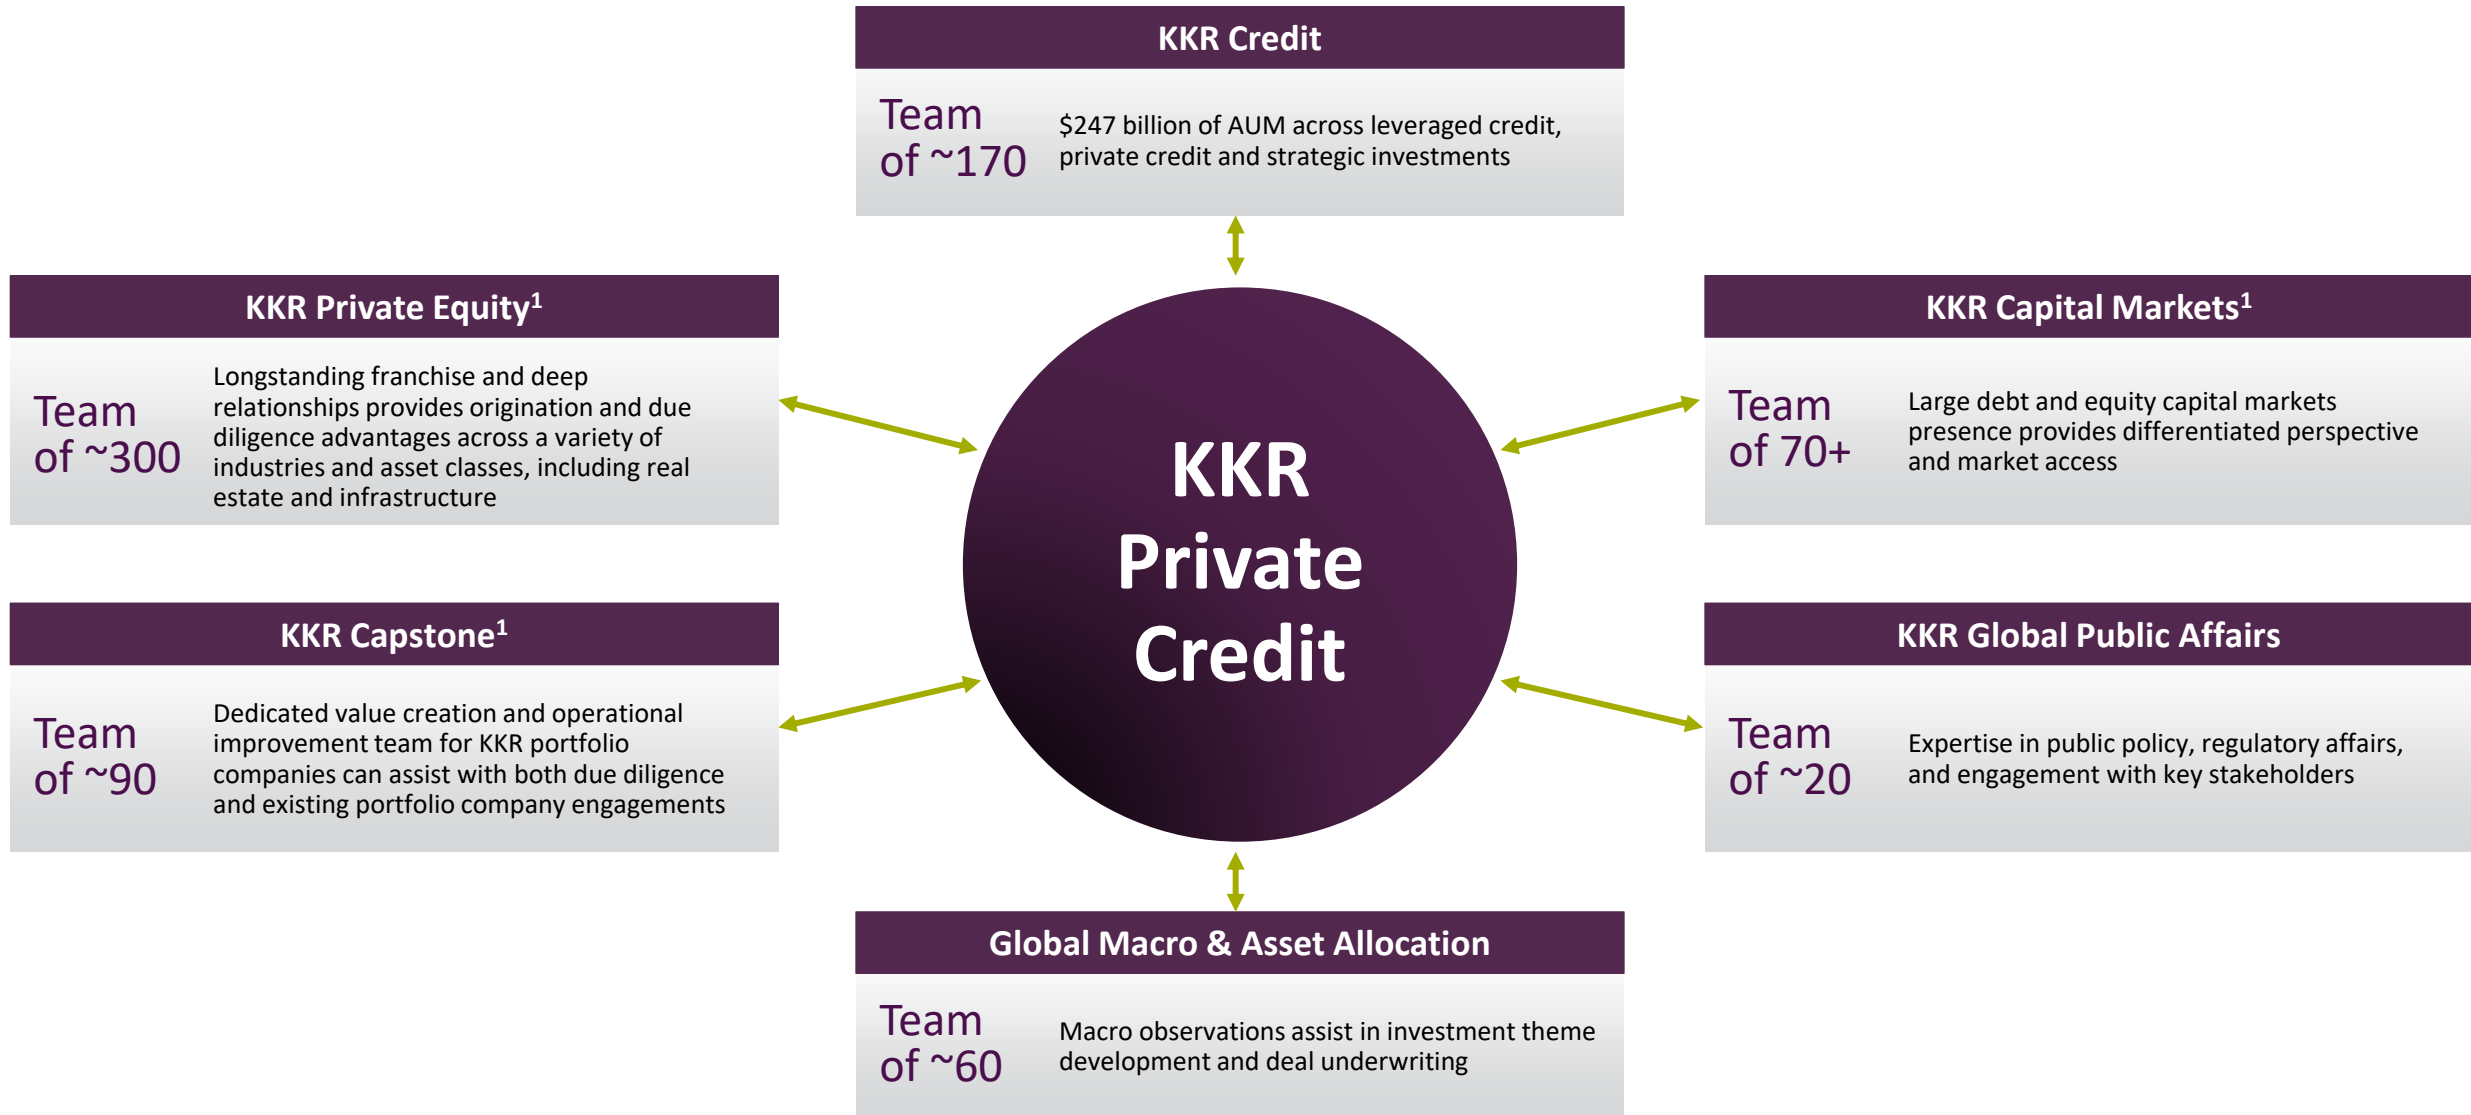 KKR Credit
Team
of ~170
$247 billion of AUM across leveraged credit,
private credit and strategic investments
KKR Private Equity¹
Team
of ~300
Longstanding franchise and deep
relationships provides origination and due
diligence advantages across a variety of
industries and asset classes, including real
estate and infrastructure
KKR Capital Markets¹
Team
of 70+
Large debt and equity capital markets
presence provides differentiated perspective
and market access
KKR
Private
Credit
KKR Capstone¹
Team
of ~90
Dedicated value creation and operational
improvement team for KKR portfolio
companies can assist with both due diligence
and existing portfolio company engagements
KKR Global Public Affairs
Team
of ~20
Expertise in public policy, regulatory affairs,
and engagement with key stakeholders
Global Macro & Asset Allocation
Team
of ~60
Macro observations assist in investment theme
development and deal underwriting